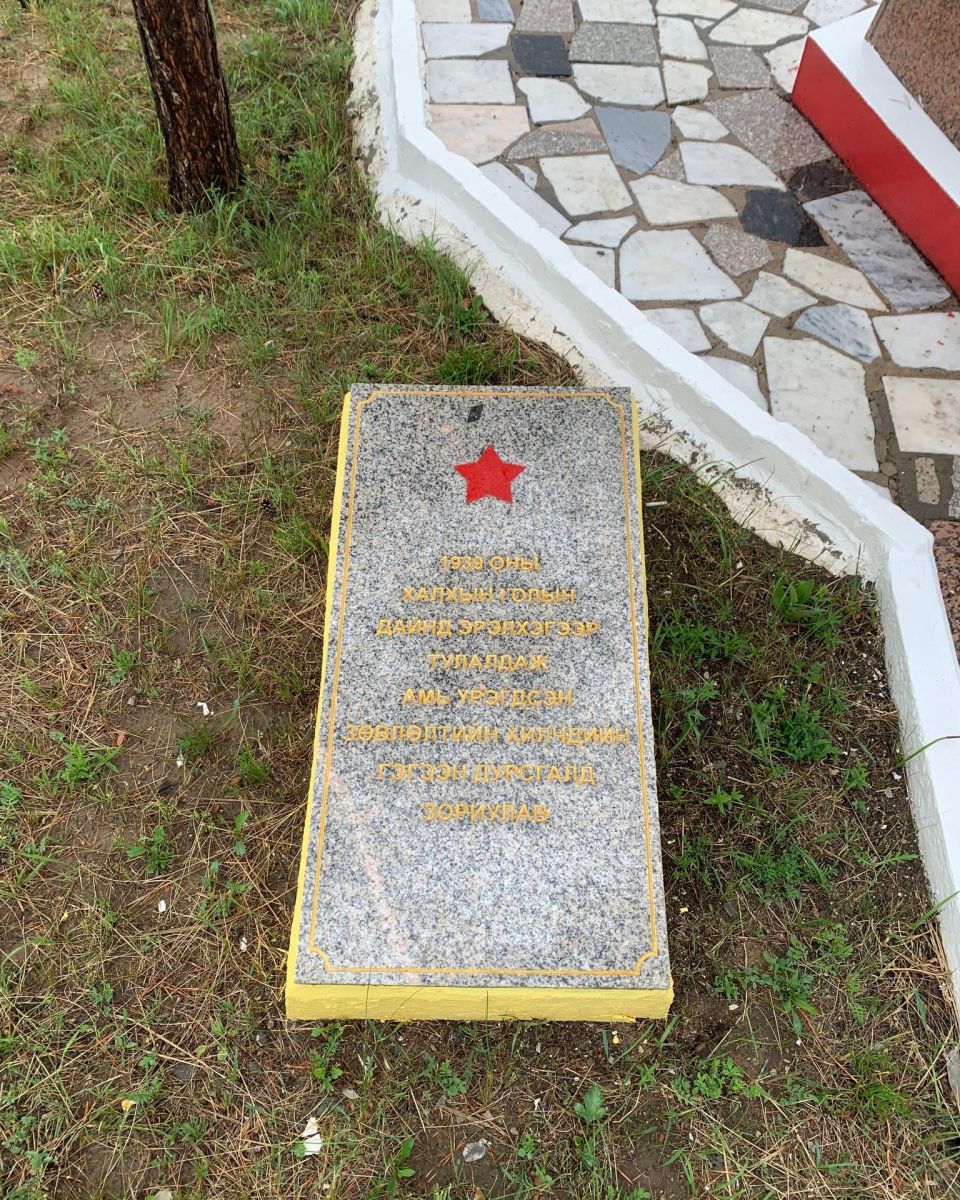 1939 ОНЫ
ХАЛХЫН ГОЛЫН
ДАЙНД ЭРЭЛХЭГЭЭР
ТУЛАЛДАЖ
АМЬ ҮРЭГДСЭН
ЗӨВЛӨЛТИЙН ХИЛЧДИЙН
ГЭГЭЭН ДУРСГАЛД
ЗОРИУЛАВ